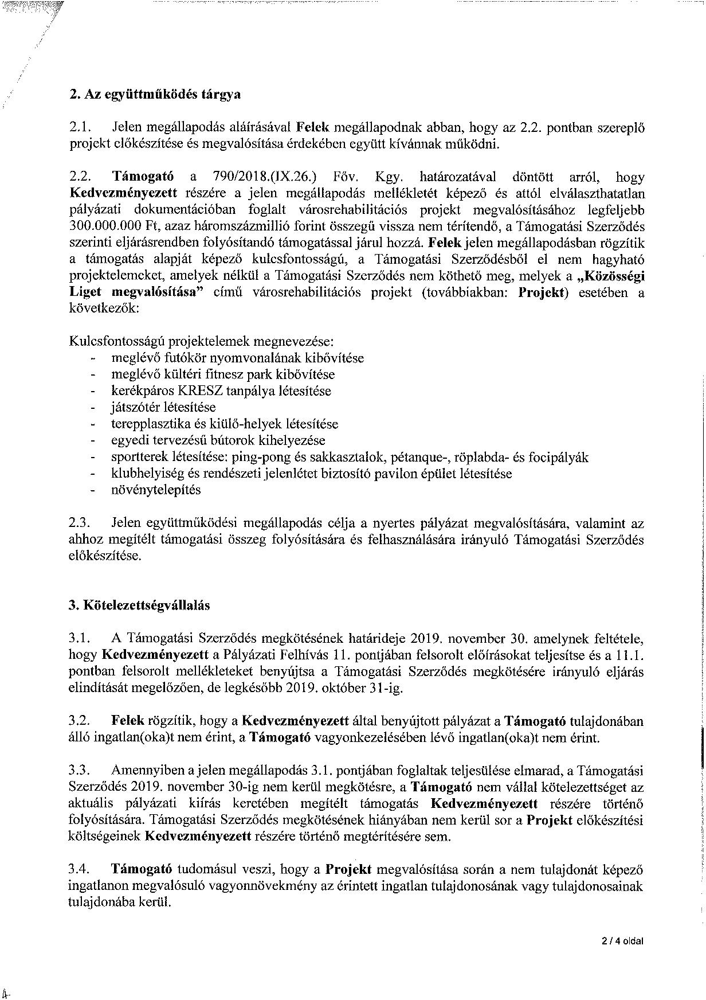 2. Az együttműködés tárgya
2.1. Jelen megállapodás aláírásával Felek megállapodnak abban, hogy az 2.2. pontban szereplő
projekt előkészítése és megvalósítása érdekében együtt kívánnak működni.
2.2. Támogató a 790/2018.(IX.26.) Főv. Kgy. határozatával döntött arról, hogy
Kedvezményezett részére a jelen megállapodás mellékletét képező és attól elválaszthatatlan
pályázati dokumentációban foglalt városrehabilitációs projekt megvalósításához legfeljebb
300.000.000 Ft, azaz háromszázmillió forint összegű vissza nem térítendő, a Támogatási Szerződés
szerinti eljárásrendben folyósítandó támogatással járul hozzá. Felek jelen megállapodásban rögzítik
a támogatás alapját képező kulcsfontosságú, a Támogatási Szerződésből el nem hagyható
projektelemeket, amelyek nélkül a Támogatási Szerződés nem köthető meg, melyek a „Közösségi
Liget megvalósítása” című városrehabilitációs projekt (továbbiakban: Projekt) esetében a
következők:
Kulcsfontosságú projektelemek megnevezése:
- meglévő futókör nyomvonalának kibővítése
- meglévő kültéri fitnesz park kibővítése
- kerékpáros KRESZ tanpálya létesítése
- játszótér létesítése
- terepplasztika és kiülő-helyek létesítése
- egyedi tervezésű bútorok kihelyezése
- sportterek létesítése: ping-pong és sakkasztalok, pétanque-, röplabda- és focipályák
- klubhelyiség és rendészeti jelenlétet biztosító pavilon épület létesítése
- növénytelepítés
2.3. Jelen együttműködési megállapodás célja a nyertes pályázat megvalósítására, valamint az
ahhoz megítélt támogatási összeg folyósítására és felhasználására irányuló Támogatási Szerződés
előkészítése.
3. Kötelezettségvállalás
3.1. A Támogatási Szerződés megkötésének határideje 2019. november 30. amelynek feltétele,
hogy Kedvezményezett a Pályázati Felhívás 11. pontjában felsorolt előírásokat teljesítse és a 11.1.
pontban felsorolt mellékleteket benyújtsa a Támogatási Szerződés megkötésére irányuló eljárás
elindítását megelőzően, de legkésőbb 2019. október 31-ig.
3.2. Felek rögzítik, hogy a Kedvezményezett által benyújtott pályázat a Támogató tulajdonában
álló ingatlan(oka)t nem érint, a Támogató vagyonkezelésében lévő ingatlan(oka)t nem érint.
3.3. Amennyiben a jelen megállapodás 3.1. pontjában foglaltak teljesülése elmarad, a Támogatási
Szerződés 2019. november 30-ig nem kerül megkötésre, a Támogató nem vállal kötelezettséget az
aktuális pályázati kiírás keretében megítélt támogatás Kedvezményezett részére történő
folyósítására. Támogatási Szerződés megkötésének hiányában nem kerül sor a Projekt előkészítési
költségeinek Kedvezményezett részére történő megtérítésére sem.
3.4. Támogató tudomásul veszi, hogy a Projekt megvalósítása során a nem tulajdonát képező
ingatlanon megvalósuló vagyonnövekmény az érintett ingatlan tulajdonosának vagy tulajdonosainak
tulajdonába kerül.
2 / 4 oldal